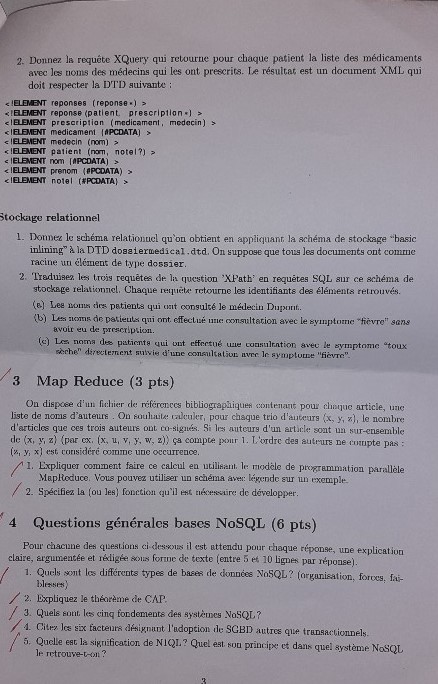 2. Donnez la requête XQuery qui retourne pour chaque patient la liste des médicaments
avec les noms des médecins qui les ont prescrits. Le résultat est un document XML qui
doit respecter la DTD suivante :
<!ELEMENT reponses (reponse*) >
<!ELEMENT reponse (patient, prescription*) >
<!ELEMENT prescription (medicament, medecin) >
<!ELEMENT medicament (#PCDATA) >
<!ELEMENT medecin (nom) >
<!ELEMENT patient (nom, notel?) >
<!ELEMENT nom (#PCDATA) >
<!ELEMENT prenom (#PCDATA) >
<!ELEMENT notel (#PCDATA) >
Stockage relationnel
1. Donnez le schéma relationnel qu'on obtient en appliquant la schéma de stockage "basic
inlining" à la DTD dossiermedical.dtd. On suppose que tous les documents ont comme
racine un élément de type dossier.
2. Traduisez les trois requêtes de la question 'XPath' en requêtes SQL sur ce schéma de
stockage relationnel. Chaque requête retourne les identifiants des éléments retrouvés.
(a) Les noms des patients qui ont consulté le médecin Dupont.
(b) Les noms de patients qui ont effectué une consultation avec le symptome "fièvre" sans
avoir eu de prescription.
(c) Les noms des patients qui ont effectué une consultation avec le symptome "toux
sèche" directement suivie d'une consultation avec le symptome "fièvre".
3 Map Reduce (3 pts)
On dispose d'un fichier de références bibliographiques contenant pour chaque article, une
liste de noms d'auteurs . On souhaite calculer, pour chaque trio d'auteurs (x, y, z), le nombre
d'articles que ces trois auteurs ont co-signés. Si les auteurs d'un article sont un sur-ensemble
de (x, y, z) (par ex. (x, u, v, y, w, z)) ça compte pour 1. L'ordre des auteurs ne compte pas :
(z, y, x) est considéré comme une occurrence.
1. Expliquer comment faire ce calcul en utilisant le modèle de programmation parallèle
MapReduce. Vous pouvez utiliser un schéma avec légende sur un exemple.
2. Spécifiez la (ou les) fonction qu'il est nécessaire de développer.
4 Questions générales bases NoSQL (6 pts)
Pour chacune des questions ci-dessous il est attendu pour chaque réponse, une explication
claire, argumentée et rédigée sous forme de texte (entre 5 et 10 lignes par réponse).
1. Quels sont les différents types de bases de données NoSQL ? (organisation, forces, fai-
blesses)
2. Expliquez le théorème de CAP.
3. Quels sont les cinq fondements des systèmes NoSQL ?
4. Citez les six facteurs désignant l'adoption de SGBD autres que transactionnels.
5. Quelle est la signification de N1QL ? Quel est son principe et dans quel système NoSQL
le retrouve-t-on ?
3